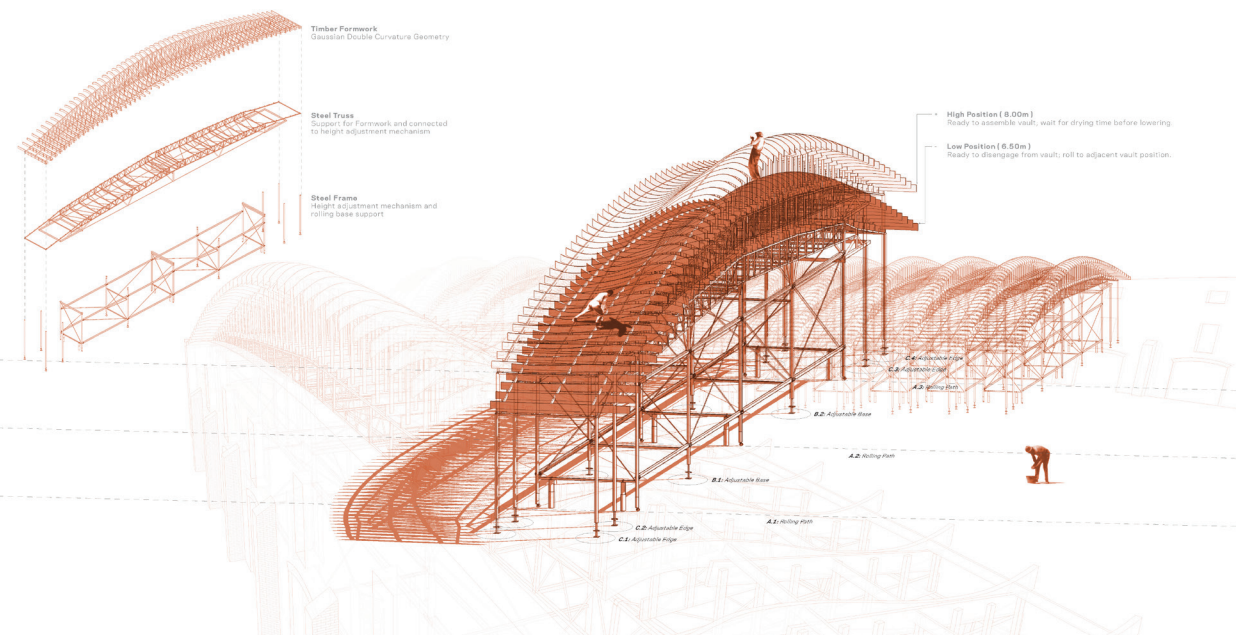 Timber Formwork
Gaussian Double Curvature Geometry
Steel Truss
Support for Formwork and connected
to height adjustment mechanism
Steel Frame
Height adjustment mechanism and
rolling base support
High Position ( 8.00m )
Ready to assemble vault, wait for drying time before lowering.
Low Position ( 6.50m )
Ready to disengage from vault; roll to adjacent vault position.
C.4: Adjustable Edge
C.3: Adjustable Edge
A.3: Rolling Path
B.2: Adjustable Base
A.2: Rolling Path
B.1: Adjustable Base
A.1: Rolling Path
C.2: Adjustable Edge
C.1: Adjustable Edge